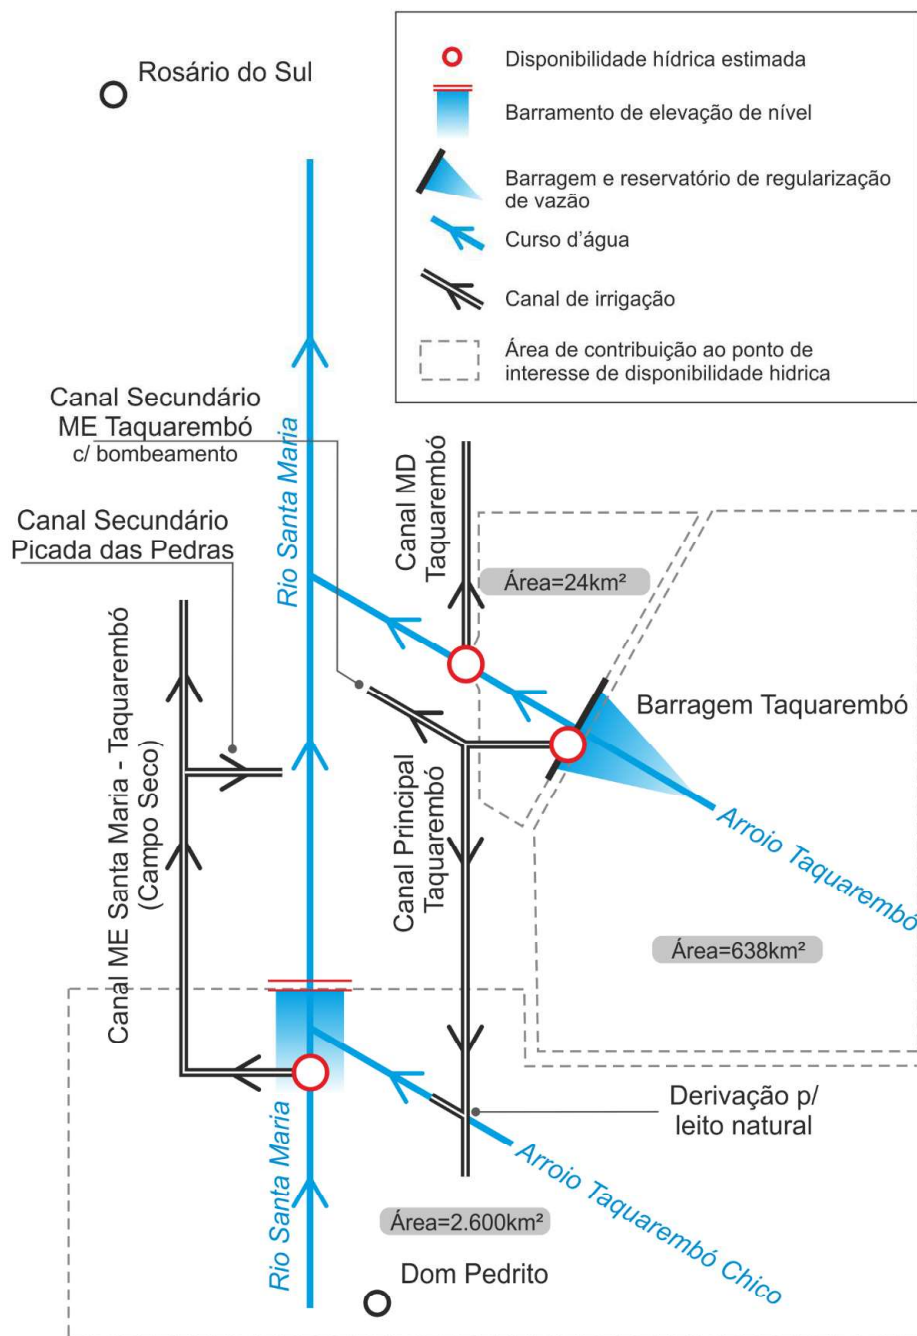 Rosário do Sul
Disponibilidade hídrica estimada
Barramento de elevação de nível
Barragem e reservatório de regularização
de vazão
Curso d'água
Canal de irrigação
Área de contribuição ao ponto de
interesse de disponibilidade hidrica
Canal Secundário
ME Taquarembó
c/ bombeamento
Rio Santa Maria
Canal MD
Taquarembó
Canal Secundário
Picada das Pedras
Área=24km²
Canal ME Santa Maria - Taquarembó
(Campo Seco)
Barragem Taquarembó
Canal Principal
Taquarembó
Arroio Taquarembó
Área=638km²
Derivação p/
leito natural
Rio Santa Maria
Arroio Taquarembó Chico
Área=2.600km²
Dom Pedrito